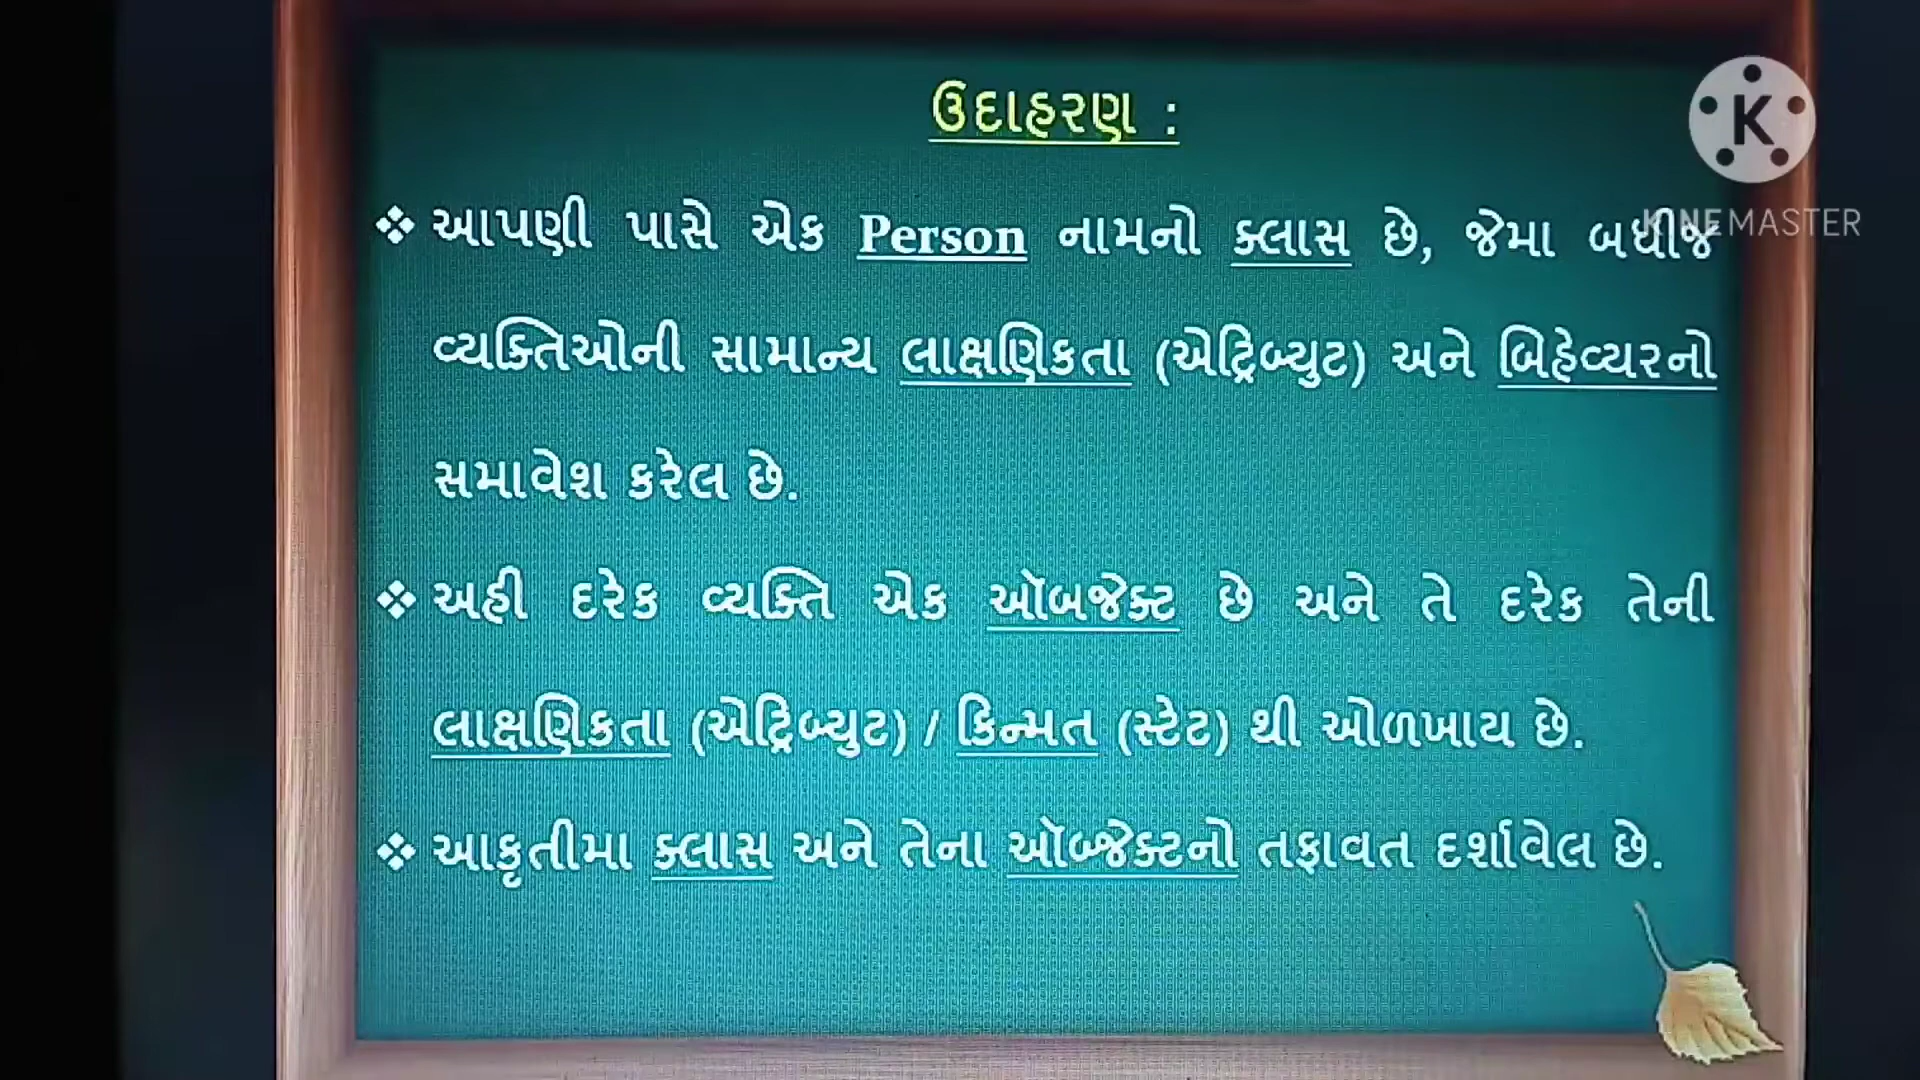 ઉદાહરણ :
K
KINEMASTER
❖ આપણી પાસે એક Person નામનો ક્લાસ છે, જેમા બધીજ
વ્યક્તિઓની સામાન્ય લાક્ષણિકતા (એટ્રિબ્યુટ) અને બિહેવ્યરનો
સમાવેશ કરેલ છે.
❖ અહી દરેક વ્યક્તિ એક ઑબજેક્ટ છે અને તે દરેક તેની
લાક્ષણિકતા (એટ્રિબ્યુટ) / કિન્મત (સ્ટેટ) થી ઓળખાય છે.
❖ આકૃતીમા ક્લાસ અને તેના ઑબ્જેક્ટનો તફાવત દર્શાવેલ છે.